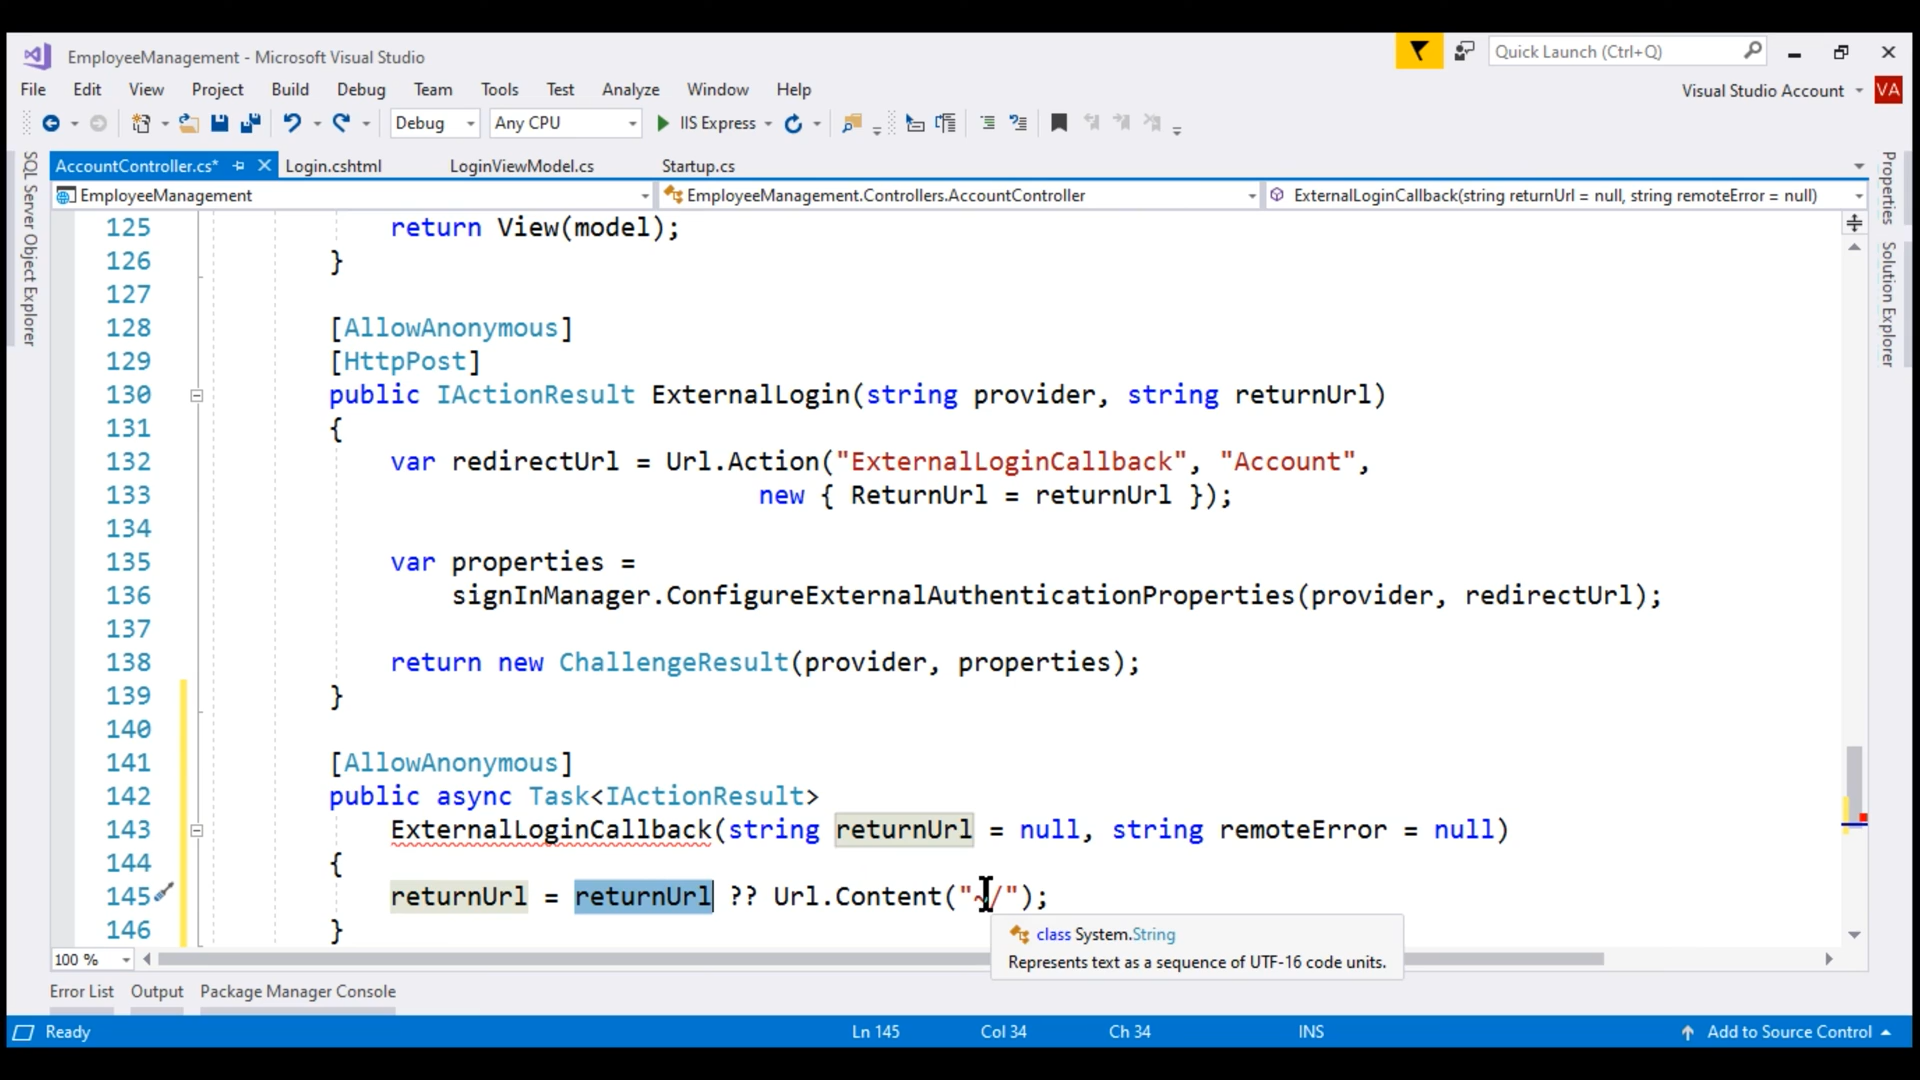 EmployeeManagement - Microsoft Visual Studio
Quick Launch (Ctrl+Q)
File Edit View Project Build Debug Team Tools Test Analyze Window Help
Visual Studio Account VA
Debug Any CPU IIS Express
AccountController.cs* Login.cshtml LoginViewModel.cs Startup.cs
EmployeeManagement EmployeeManagement.Controllers.AccountController ExternalLoginCallback(string returnUrl = null, string remoteError = null)
SQL Server Object Explorer
Properties
Solution Explorer
125 return View(model);
126 }
127
128 [AllowAnonymous]
129 [HttpPost]
130 public IActionResult ExternalLogin(string provider, string returnUrl)
131 {
132 var redirectUrl = Url.Action("ExternalLoginCallback", "Account",
133 new { ReturnUrl = returnUrl });
134
135 var properties =
136 signInManager.ConfigureExternalAuthenticationProperties(provider, redirectUrl);
137
138 return new ChallengeResult(provider, properties);
139 }
140
141 [AllowAnonymous]
142 public async Task<IActionResult>
143 ExternalLoginCallback(string returnUrl = null, string remoteError = null)
144 {
145 returnUrl = returnUrl ?? Url.Content("~/");
146 }
class System.String
Represents text as a sequence of UTF-16 code units.
100 %
Error List Output Package Manager Console
Ready Ln 145 Col 34 Ch 34 INS Add to Source Control